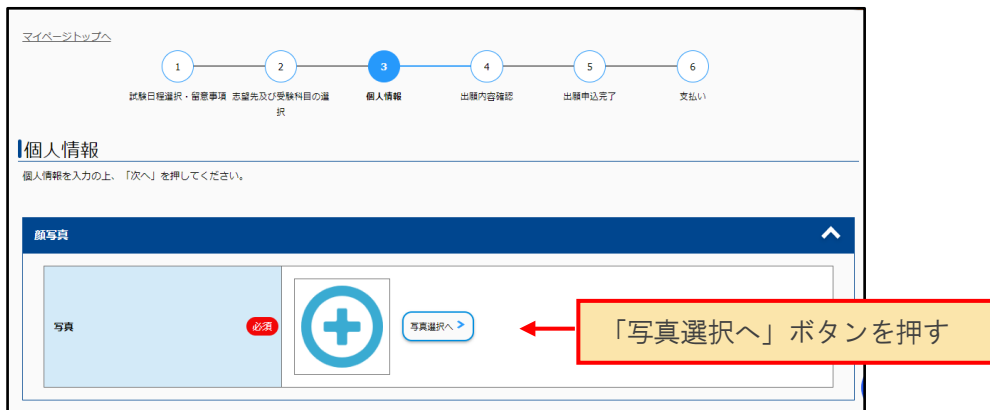 マイページトップへ
1 2 3 4 5 6
試験日程選択・留意事項 志望先及び受験科目の選 個人情報 出願内容確認 出願申込完了 支払い
択
個人情報
個人情報を入力の上、「次へ」を押してください。
顔写真
写真 必須 写真選択へ >
「写真選択へ」ボタンを押す